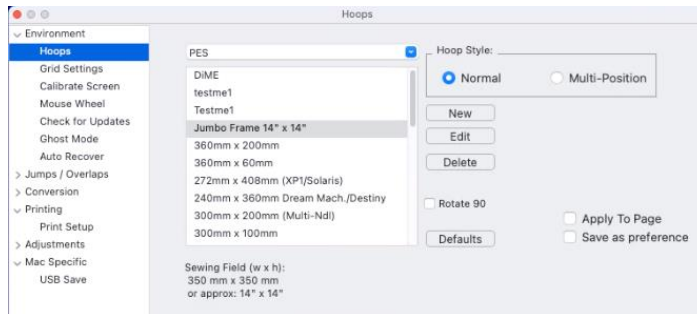 Hoops
Environment
Hoops
Grid Settings
Calibrate Screen
Mouse Wheel
Check for Updates
Ghost Mode
Auto Recover
Jumps / Overlaps
Conversion
Printing
Print Setup
Adjustments
Mac Specific
USB Save
PES
DiME
testme1
Testme1
Jumbo Frame 14" x 14"
360mm x 200mm
360mm x 60mm
272mm x 408mm (XP1/Solaris)
240mm x 360mm Dream Mach./Destiny
300mm x 200mm (Multi-Ndl)
300mm x 100mm
Sewing Field (w x h):
350 mm x 350 mm
or approx: 14" x 14"
Hoop Style:
Normal
Multi-Position
New
Edit
Delete
Rotate 90
Defaults
Apply To Page
Save as preference